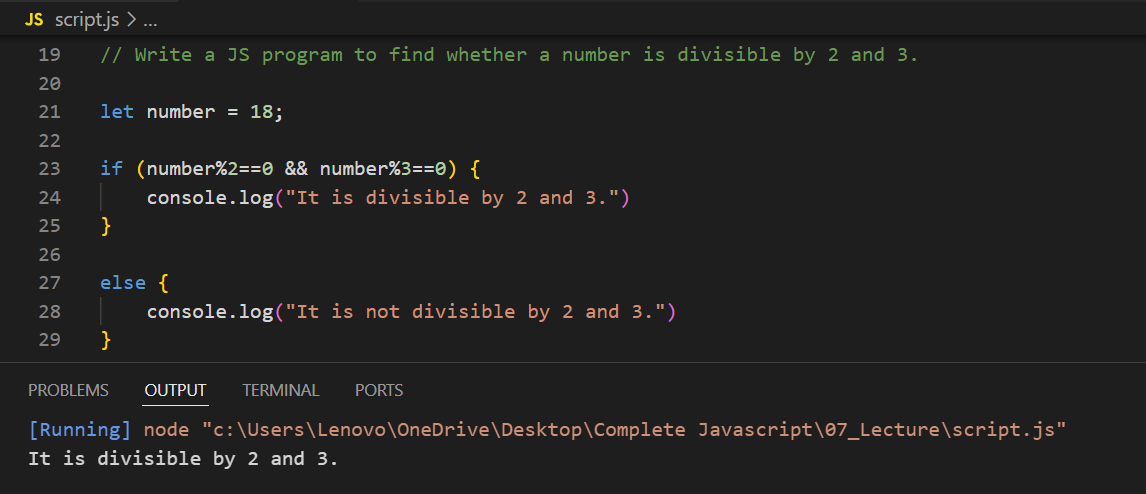 JS script.js > ...
19 // Write a JS program to find whether a number is divisible by 2 and 3.
20
21 let number = 18;
22
23 if (number%2==0 && number%3==0) {
24     console.log("It is divisible by 2 and 3.")
25 }
26
27 else {
28     console.log("It is not divisible by 2 and 3.")
29 }
PROBLEMS OUTPUT TERMINAL PORTS
[Running] node "c:\Users\Lenovo\OneDrive\Desktop\Complete Javascript\07_Lecture\script.js"
It is divisible by 2 and 3.